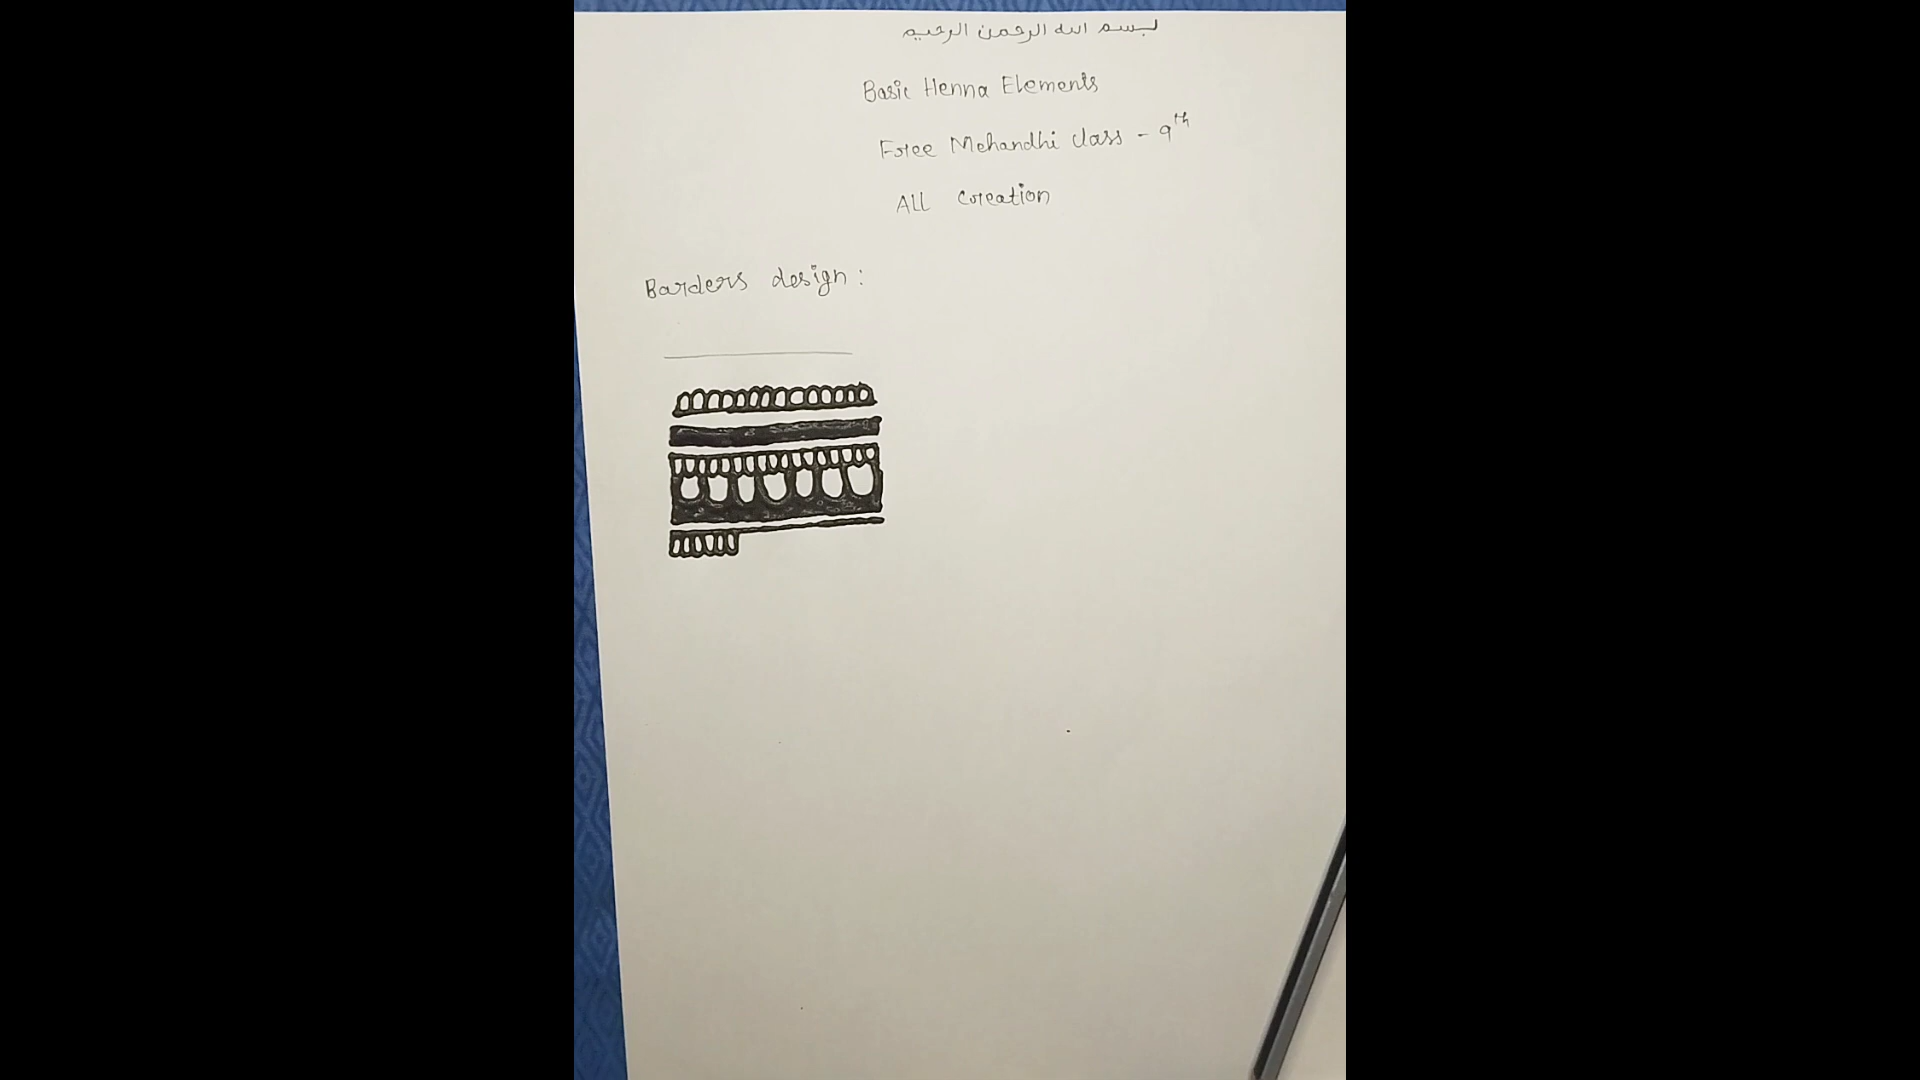 بسم الله الرحمن الرحيم
Basic Henna Elements
Free Mehandhi class - 9th
ALL Creation
Barders design :